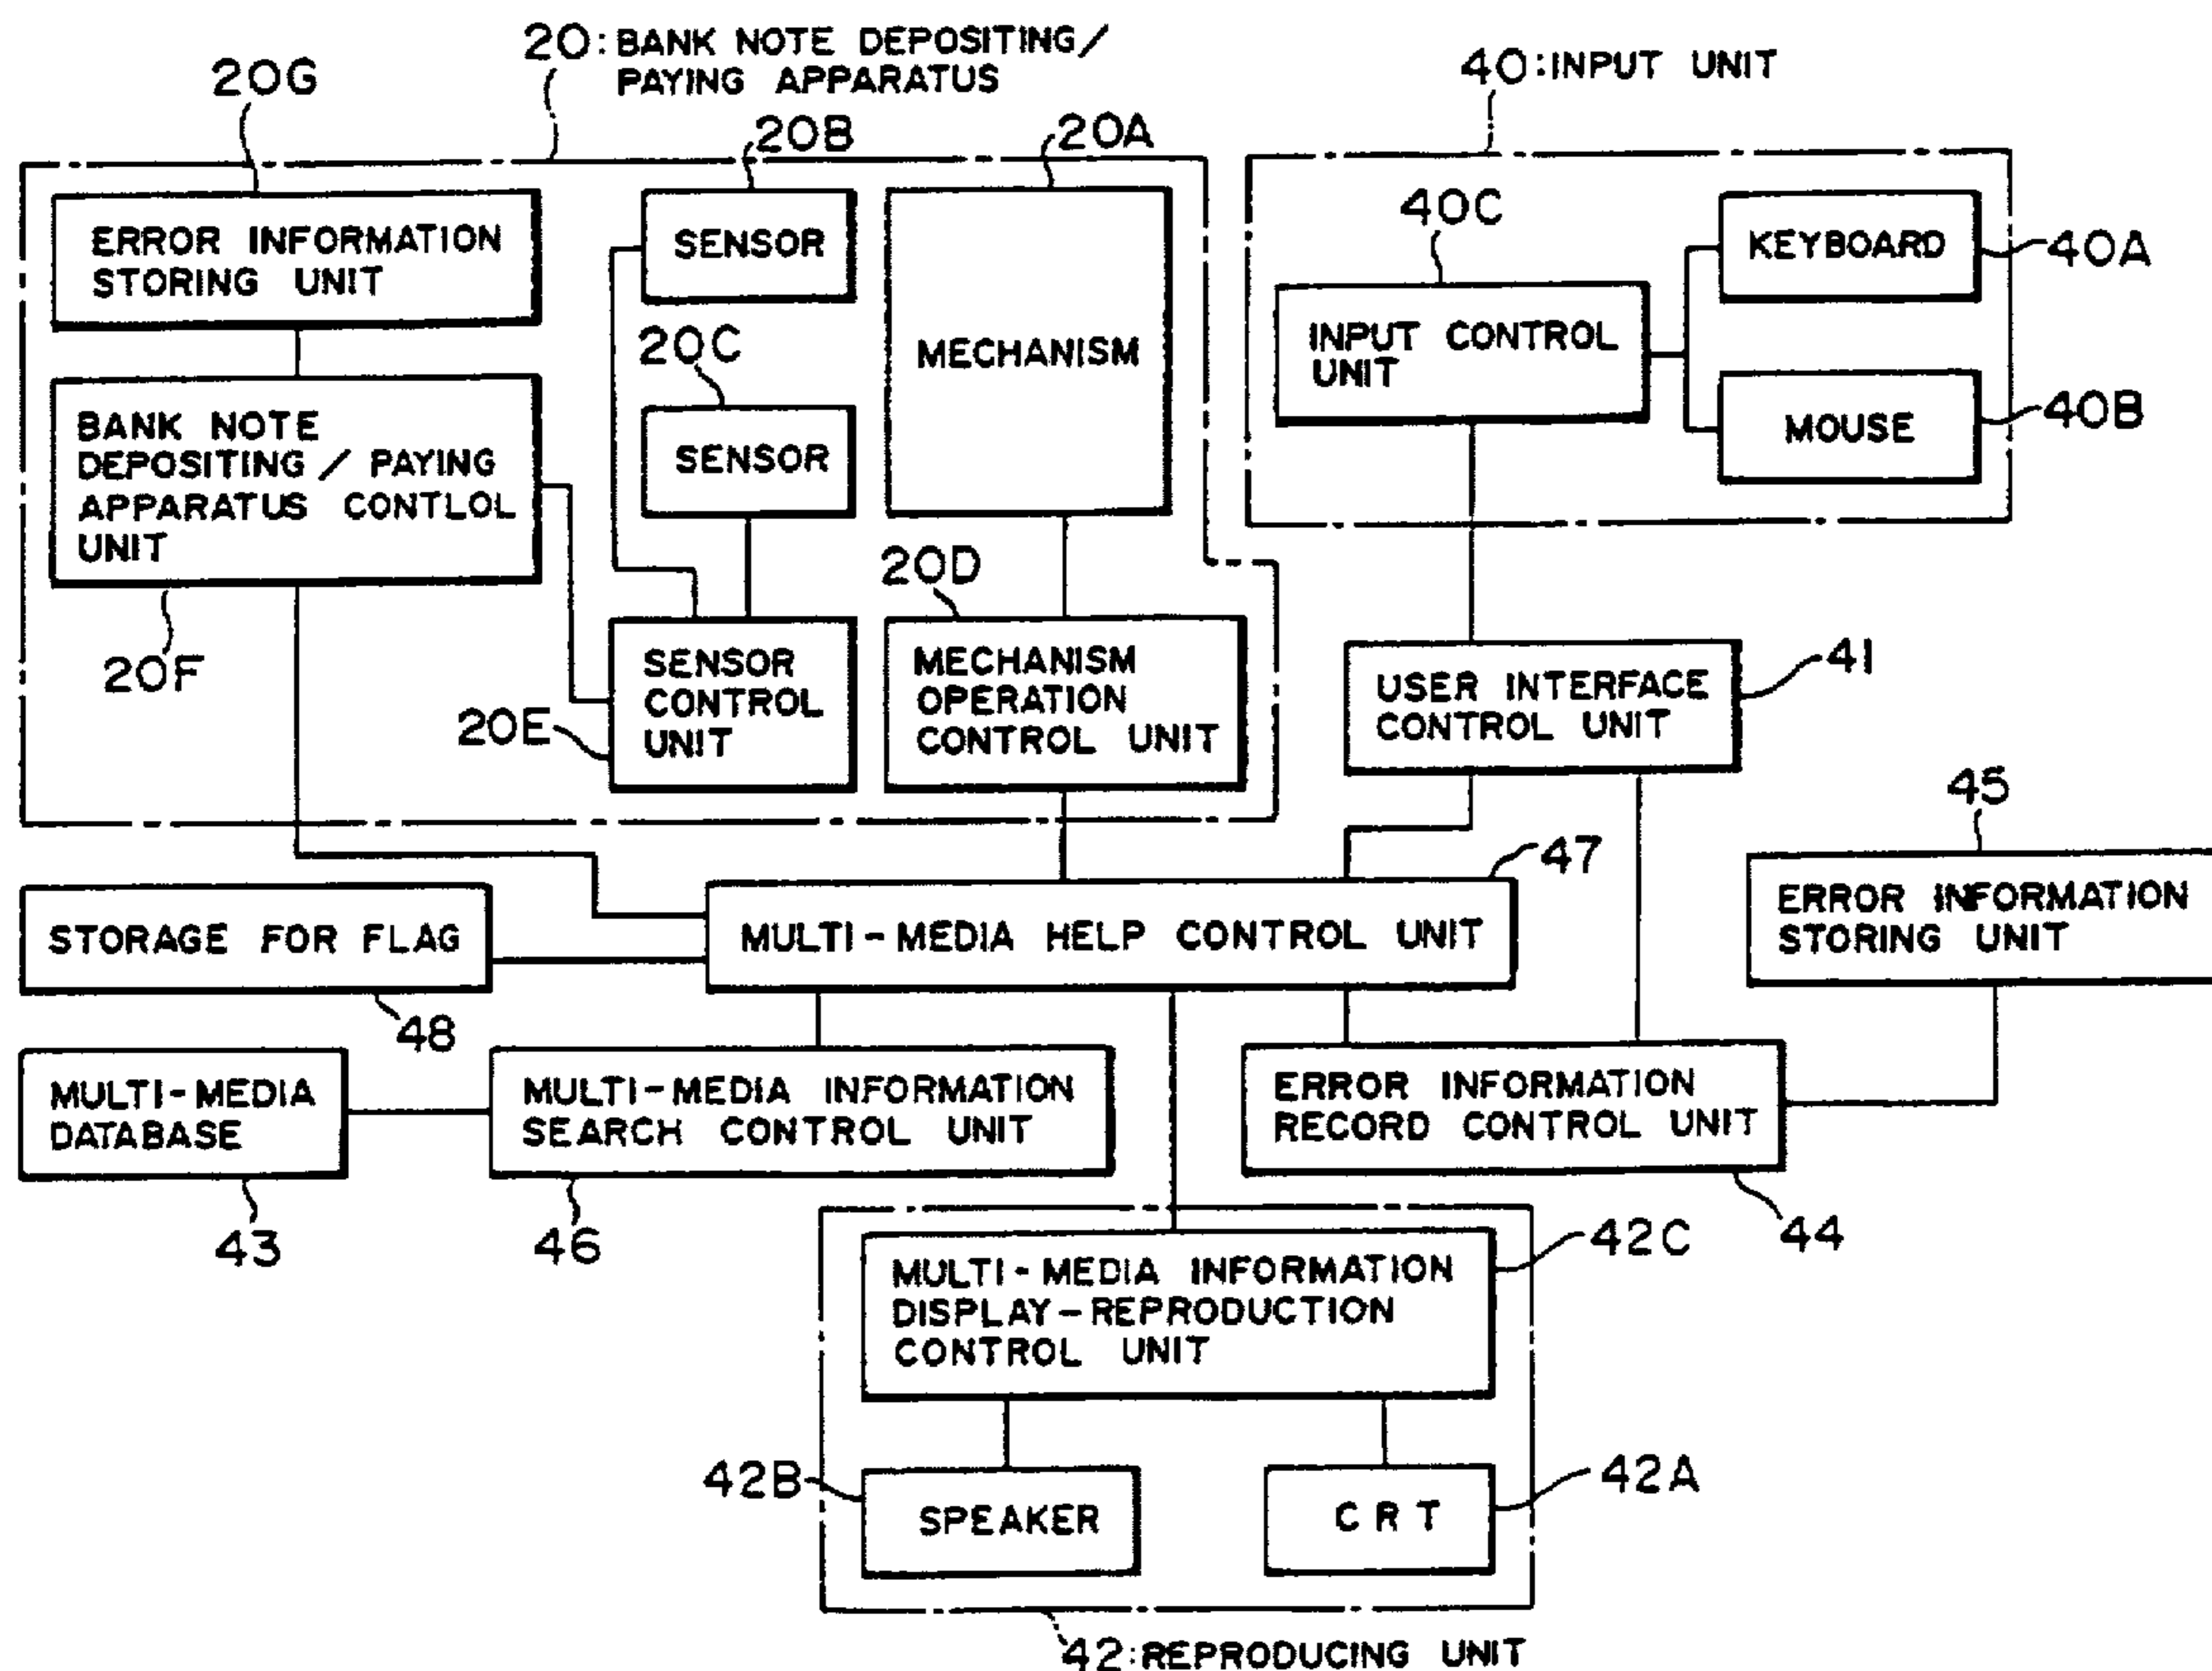 20: BANK NOTE DEPOSITING/
PAYING APPARATUS
20G
20B
20A
ERROR INFORMATION
STORING UNIT
SENSOR
MECHANISM
20C
SENSOR
BANK NOTE
DEPOSITING / PAYING
APPARATUS CONTLOL
UNIT
20F
20D
SENSOR
CONTROL
UNIT
20E
MECHANISM
OPERATION
CONTROL UNIT
40: INPUT UNIT
40C
KEYBOARD
40A
INPUT CONTROL
UNIT
MOUSE
40B
USER INTERFACE
CONTROL UNIT
41
45
ERROR INFORMATION
STORING UNIT
47
STORAGE FOR FLAG
48
MULTI-MEDIA HELP CONTROL UNIT
MULTI-MEDIA
DATABASE
43
MULTI-MEDIA INFORMATION
SEARCH CONTROL UNIT
46
ERROR INFORMATION
RECORD CONTROL UNIT
44
MULTI-MEDIA INFORMATION
DISPLAY-REPRODUCTION
CONTROL UNIT
42C
42B
SPEAKER
CRT
42A
42: REPRODUCING UNIT